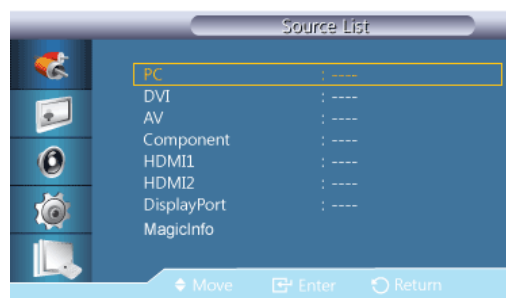 Source List
PC : ----
DVI : ----
AV : ----
Component : ----
HDMI1 : ----
HDMI2 : ----
DisplayPort : ----
MagicInfo
Move Enter Return